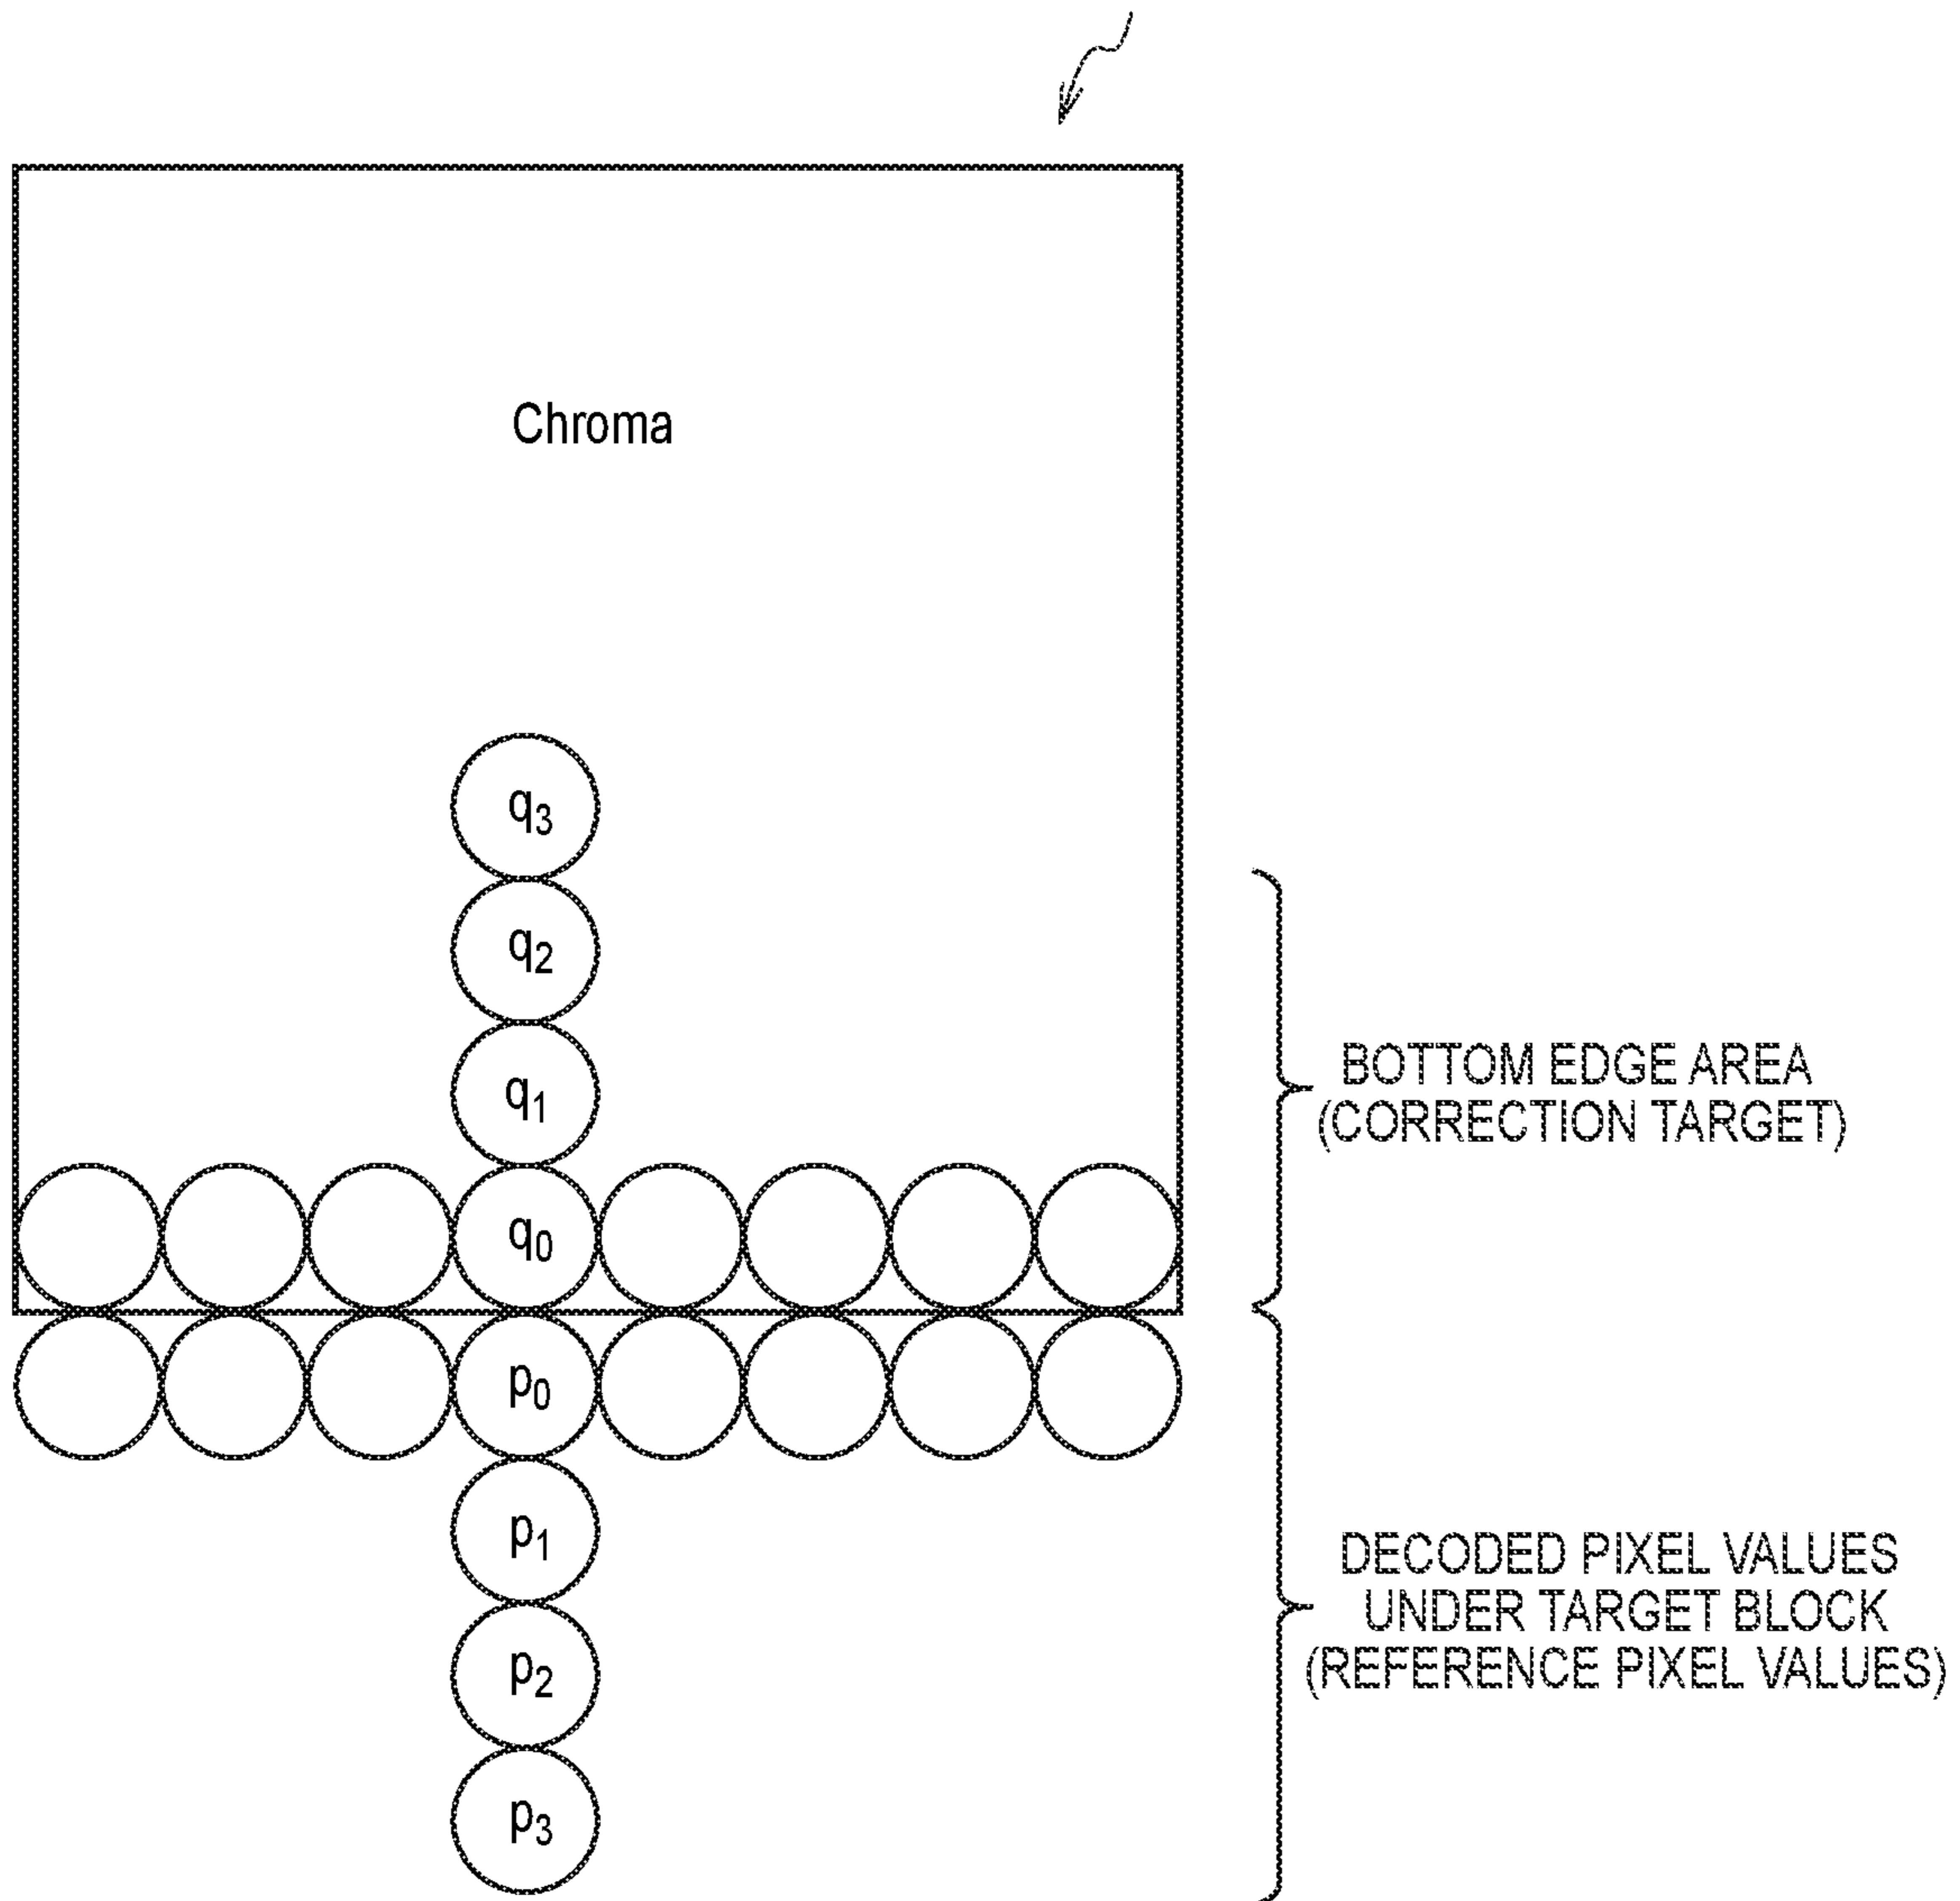 Chroma
q3
q2
q1
BOTTOM EDGE AREA
(CORRECTION TARGET)
q0
p0
p1
DECODED PIXEL VALUES
UNDER TARGET BLOCK
(REFERENCE PIXEL VALUES)
p2
p3